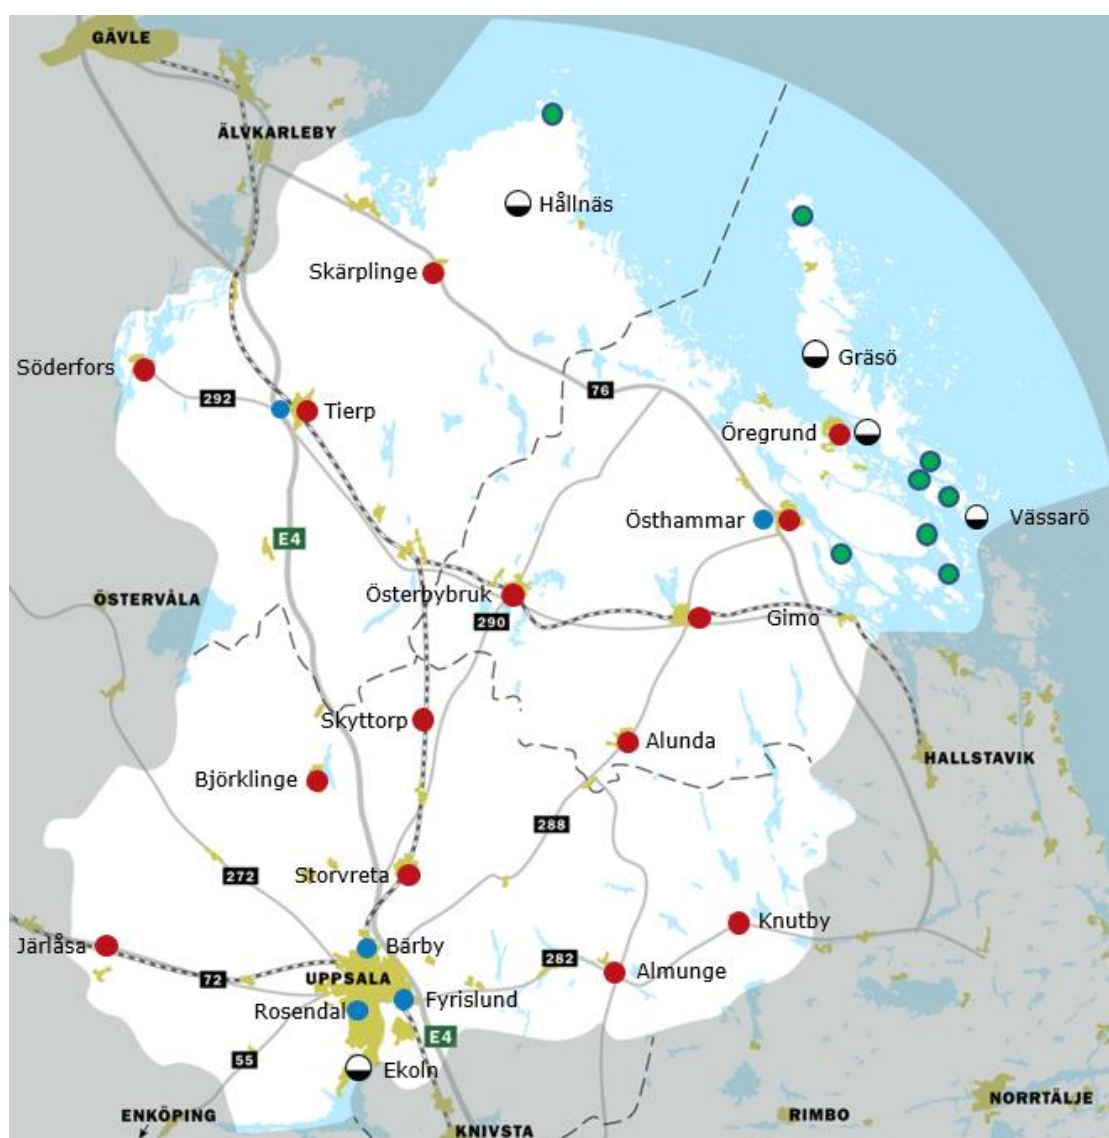 GÄVLE
ÄLVKARLEBY
Hållnäs
Skärplinge
Gräsö
Söderfors
292
76
Tierp
Öregrund
Östhammar
Vässarö
E4
Österbybruk
ÖSTERVÅLA
290
Gimo
Skyttorp
Alunda
HALLSTAVIK
Björklinge
288
272
Storvreta
Knutby
Järlåsa
Bärby
282
72
UPPSALA
Almunge
Rosendal
Fyrislund
E4
55
Ekoln
NORRTÄLJE
ENKÖPING
RIMBO
KNIVSTA